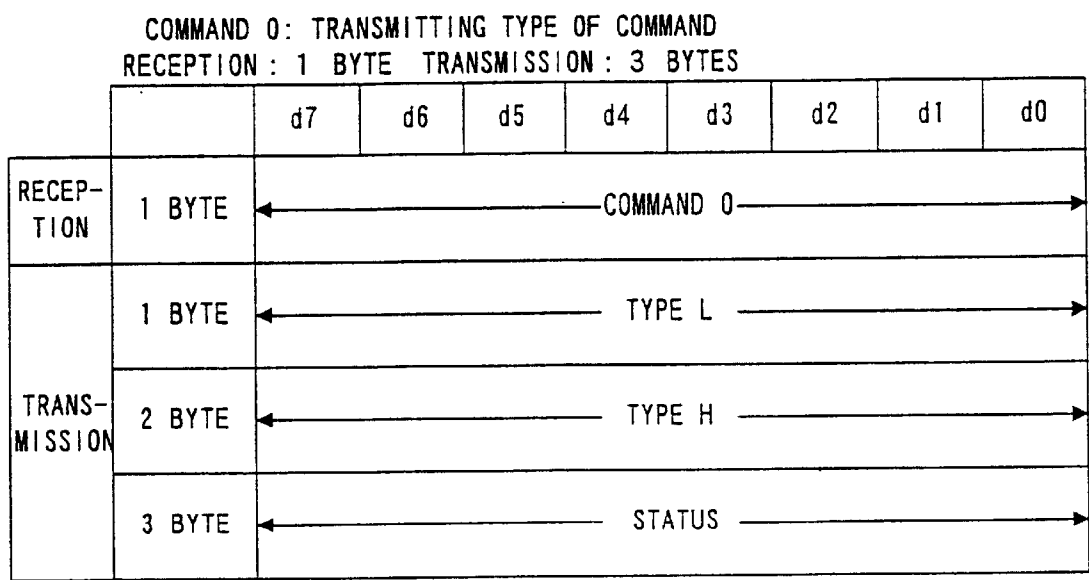 COMMAND 0: TRANSMITTING TYPE OF COMMAND
RECEPTION: 1 BYTE TRANSMISSION: 3 BYTES
d7 d6 d5 d4 d3 d2 d1 d0
RECEP-
TION
1 BYTE
COMMAND 0
TRANS-
MISSION
1 BYTE
TYPE L
2 BYTE
TYPE H
3 BYTE
STATUS